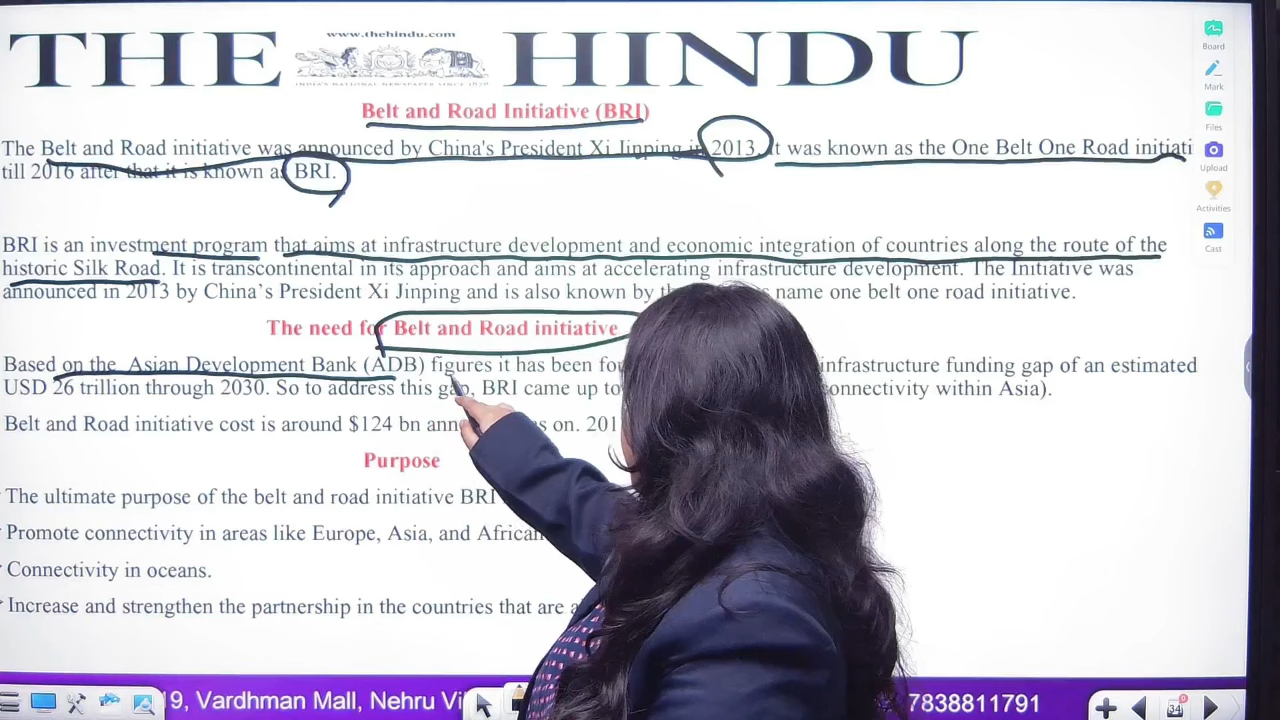 www.thehindu.com
THE HINDU
INDIA'S NATIONAL NEWSPAPER SINCE 1878
Belt and Road Initiative (BRI)
The Belt and Road initiative was announced by China's President Xi Jinping in 2013. It was known as the One Belt One Road initiati
till 2016 after that it is known as BRI.
BRI is an investment program that aims at infrastructure development and economic integration of countries along the route of the
historic Silk Road. It is transcontinental in its approach and aims at accelerating infrastructure development. The Initiative was
announced in 2013 by China’s President Xi Jinping and is also known by name one belt one road initiative.
The need for Belt and Road initiative
Based on the Asian Development Bank (ADB) figures it has been infrastructure funding gap of an estimated
USD 26 trillion through 2030. So to address this gap, BRI came up to onnectivity within Asia).
Belt and Road initiative cost is around $124 bn on. 201
Purpose
The ultimate purpose of the belt and road initiative BRI
Promote connectivity in areas like Europe, Asia, and African
Connectivity in oceans.
Increase and strengthen the partnership in the countries that are
19, Vardhman Mall, Nehru Vi 7838811791
Board
Mark
Files
Upload
Activities
Cast
34